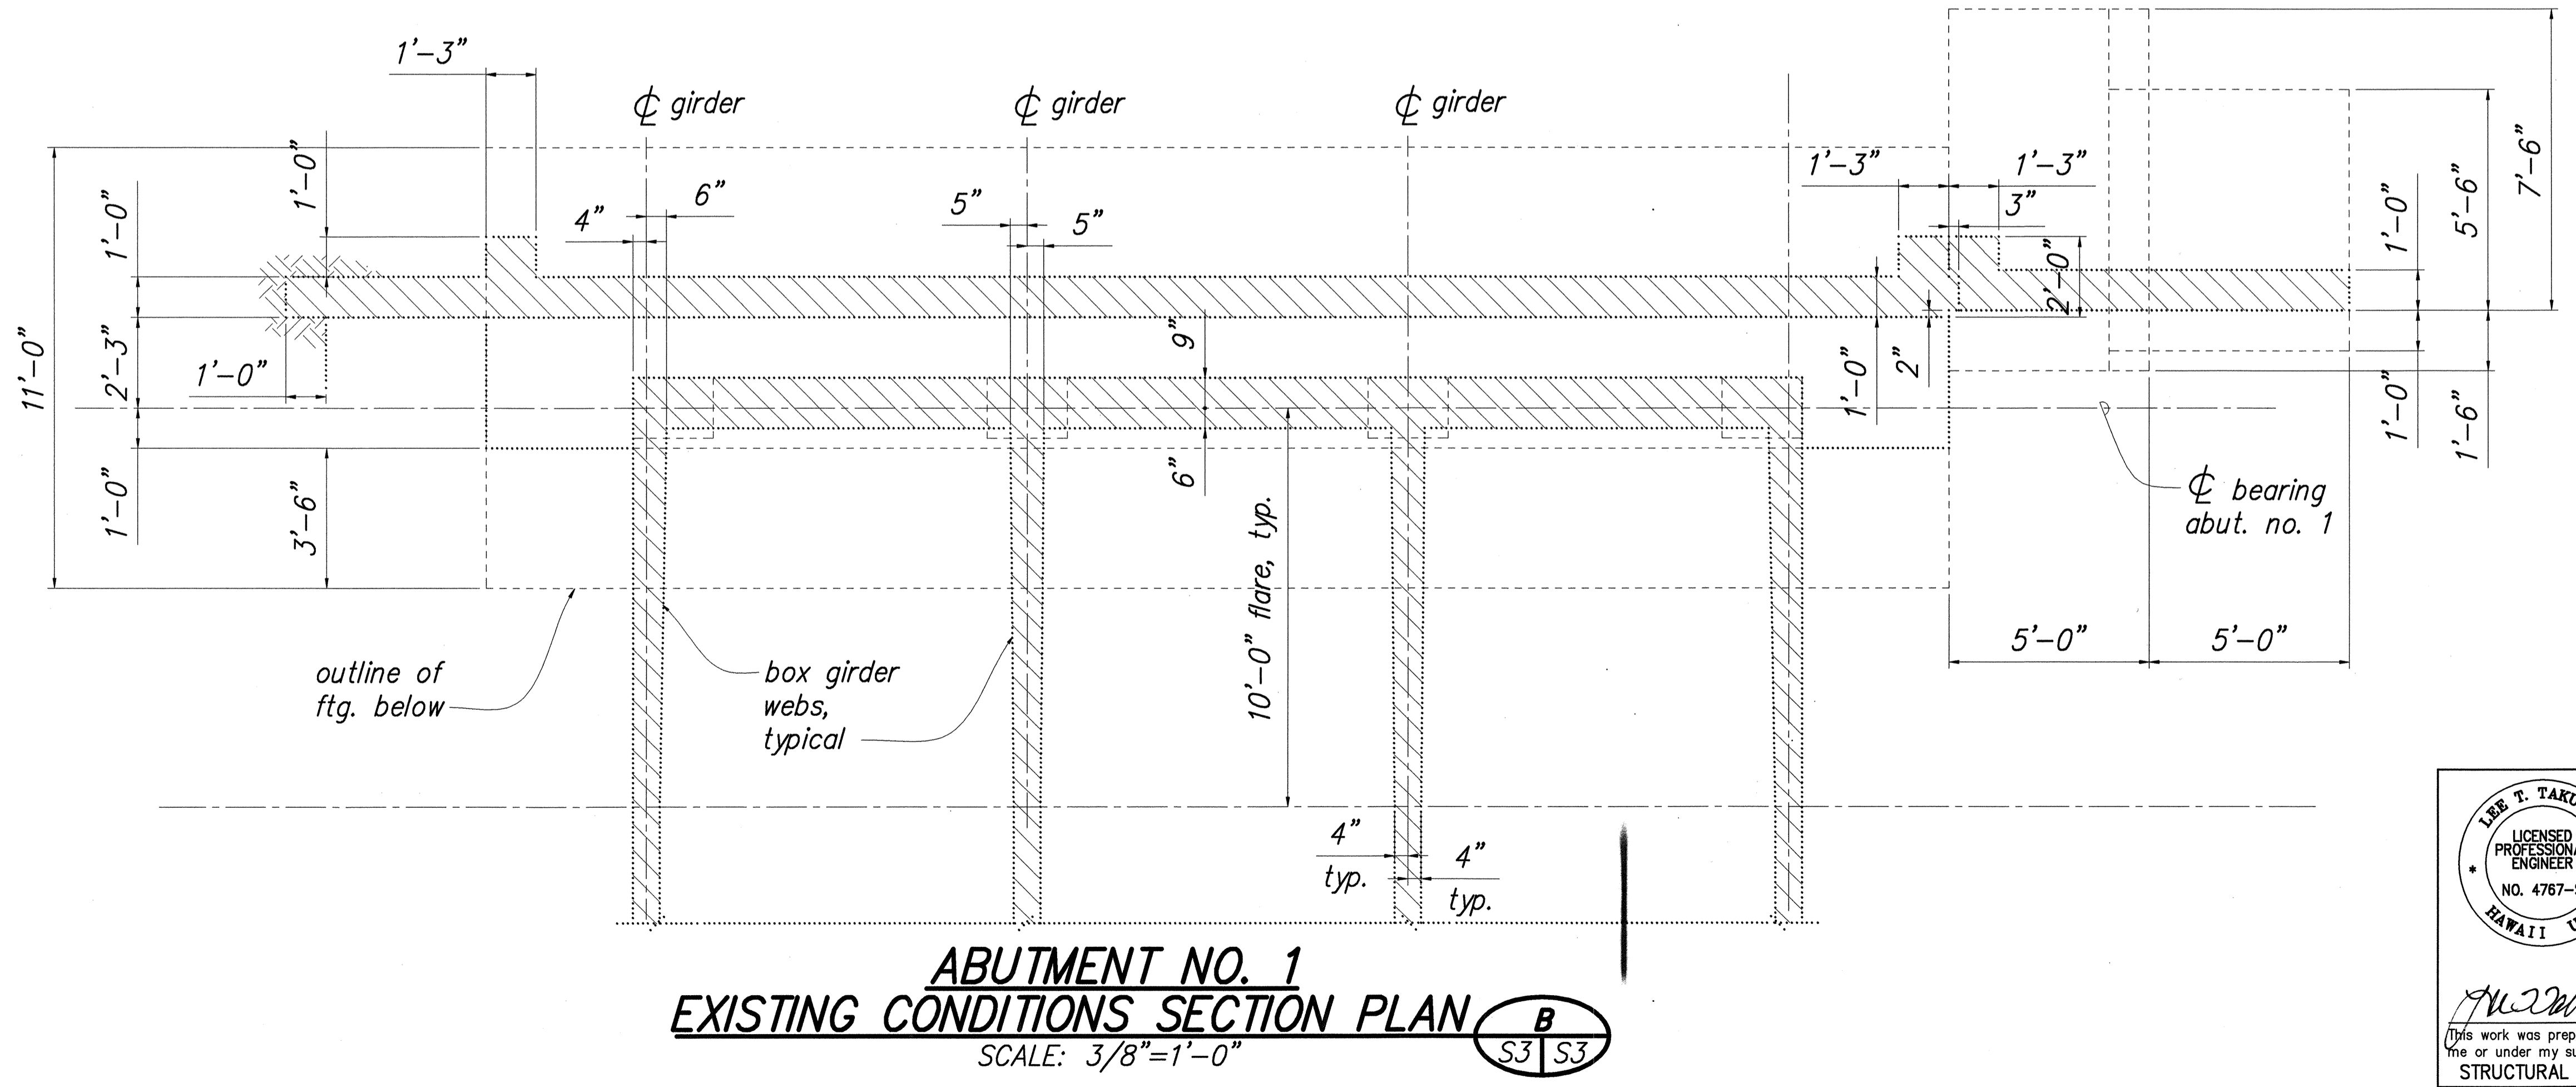 1'-3"
℄ girder
℄ girder
℄ girder
1'-0"
1'-0"
11'-0"
2'-3"
1'-0"
1'-0"
3'-6"
4"
6"
5"
5"
9"
6"
10'-0" flare, typ.
1'-3"
1'-3"
3"
2'-0"
1'-0"
2"
1'-0"
5'-6"
7'-6"
1'-0"
1'-6"
℄ bearing
abut. no. 1
5'-0"
5'-0"
outline of
ftg. below
box girder
webs,
typical
4"
typ.
4"
typ.
ABUTMENT NO. 1
EXISTING CONDITIONS SECTION PLAN
B
S3 S3
SCALE: 3/8"=1'-0"
LEE T.
LICENSED
ENGINEER
NO.
HAWAII
*
This work was
me or under my
STRUCTURAL